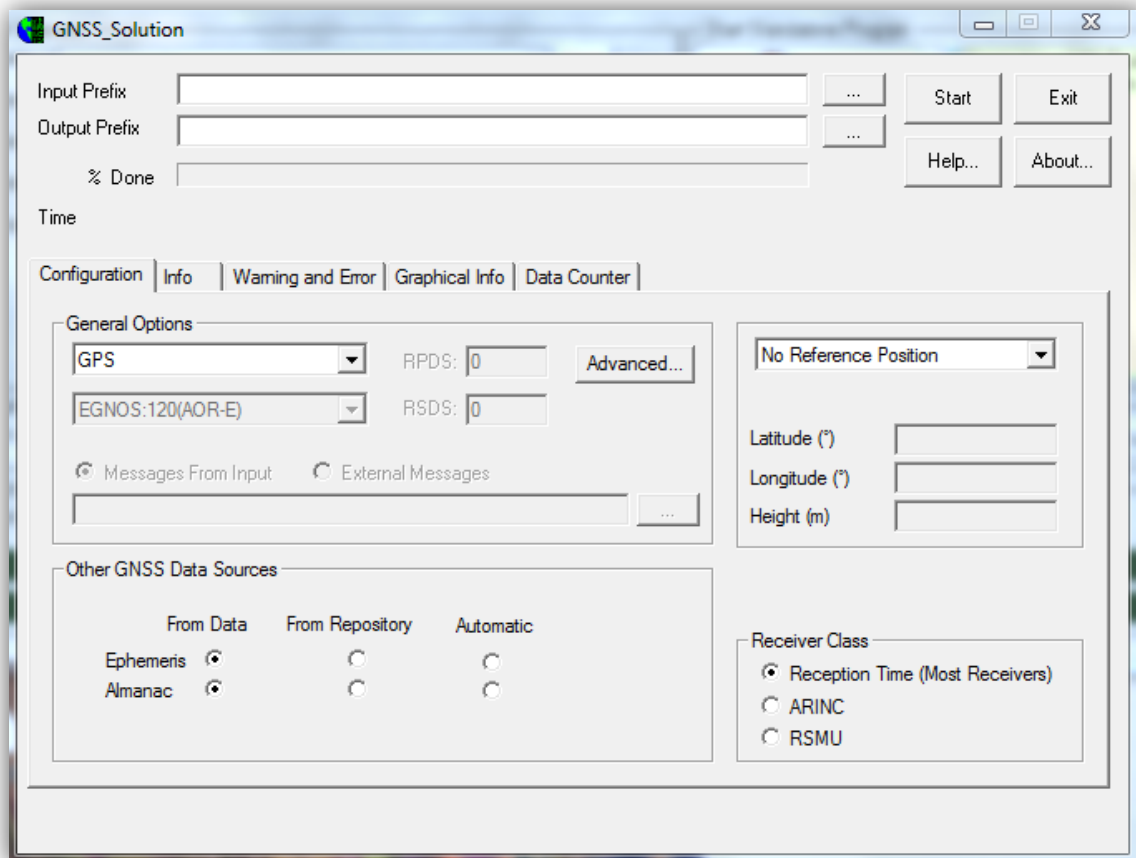 GNSS_Solution
Input Prefix ... Start Exit
Output Prefix ...
% Done Help... About...
Time
Configuration Info Warning and Error Graphical Info Data Counter
General Options
GPS RPDS: 0 Advanced... No Reference Position
EGNOS:120(AOR-E) RSDS: 0
Latitude (°)
Messages From Input External Messages
Longitude (°)
...
Height (m)
Other GNSS Data Sources
From Data From Repository Automatic
Ephemeris
Almanac
Receiver Class
Reception Time (Most Receivers)
ARINC
RSMU